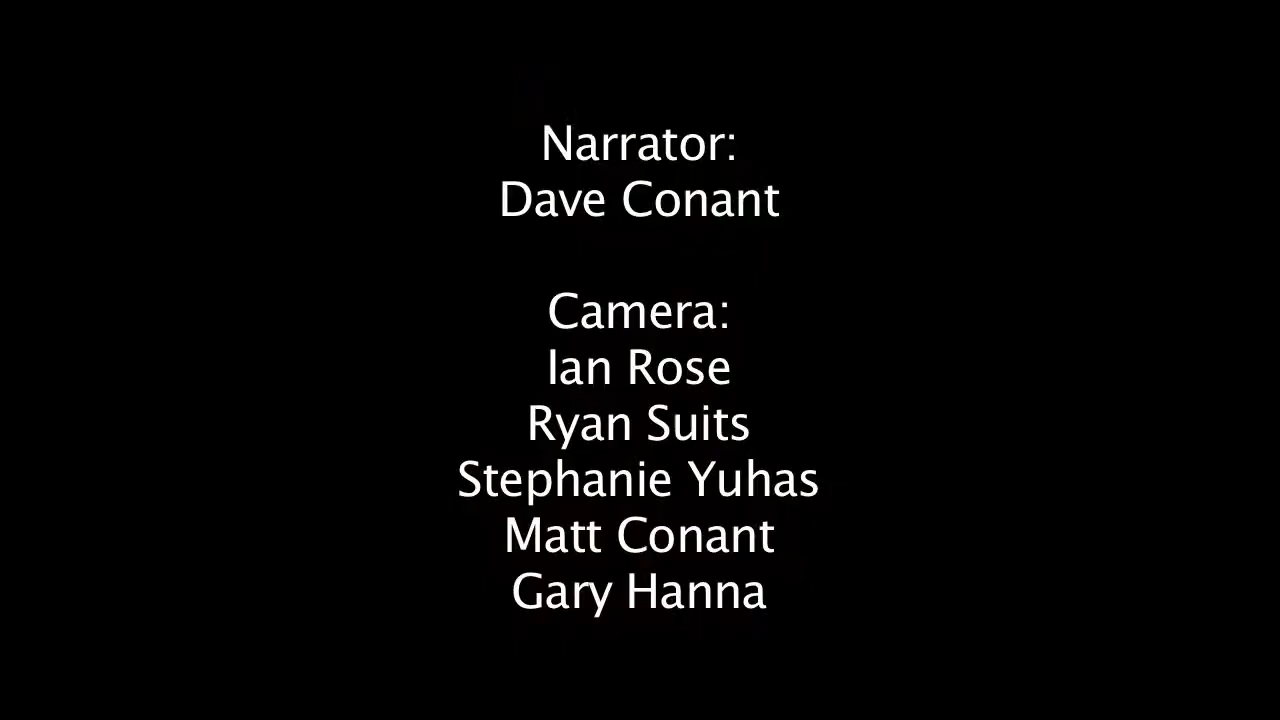 Narrator:
Dave Conant
Camera:
Ian Rose
Ryan Suits
Stephanie Yuhas
Matt Conant
Gary Hanna